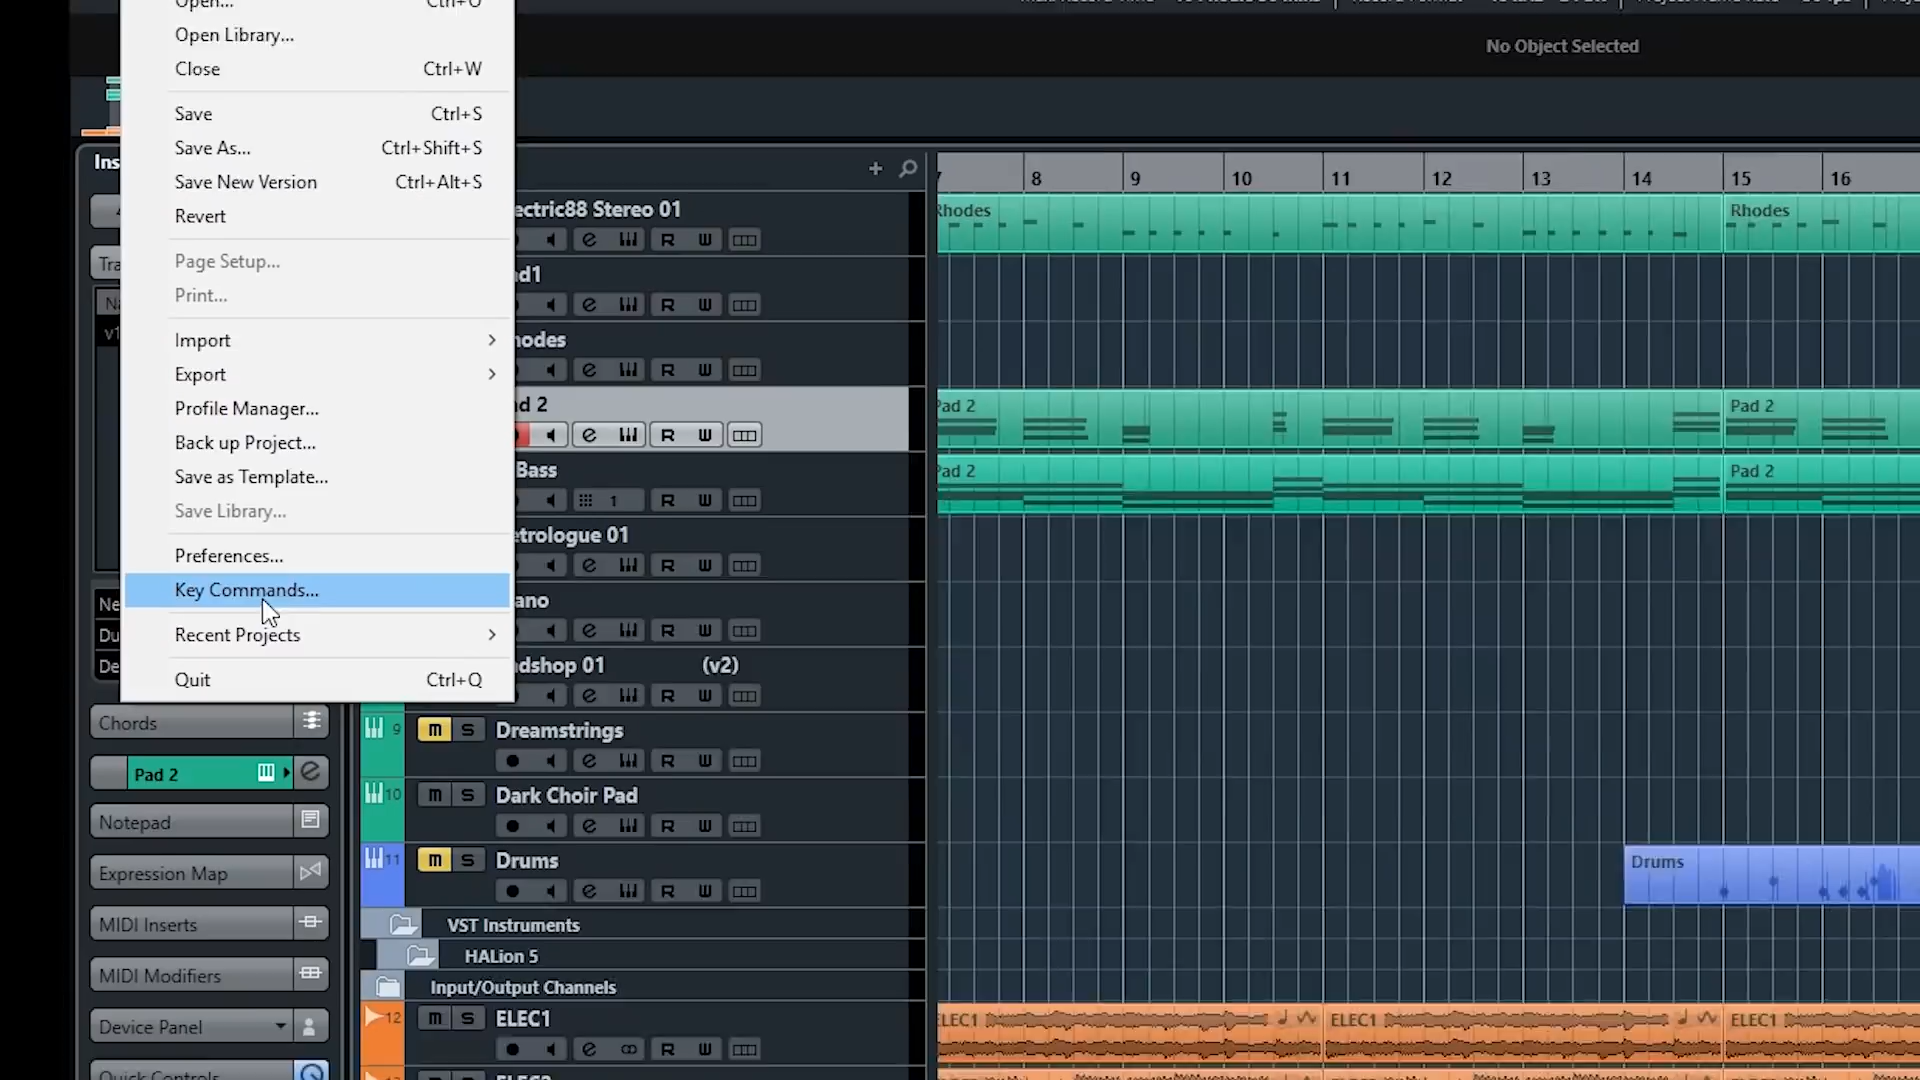 Open... Ctrl+O
Open Library...
Close Ctrl+W
Save Ctrl+S
Save As... Ctrl+Shift+S
Save New Version Ctrl+Alt+S
Revert
Page Setup...
Print...
Import
Export
Profile Manager...
Back up Project...
Save as Template...
Save Library...
Preferences...
Key Commands...
Recent Projects
Quit Ctrl+Q
No Object Selected
Ins
Tra
Na
v1
Ne
Du
De
Chords
Pad 2
Notepad
Expression Map
MIDI Inserts
MIDI Modifiers
Device Panel
Quick Controls
ectric88 Stereo 01
R W
d1
R W
odes
R W
d 2
R W
Bass
1 R W
trologue 01
R W
ano
R W
dshop 01 (v2)
R W
9 m S Dreamstrings
R W
10 m S Dark Choir Pad
R W
11 m S Drums
R W
VST Instruments
HALion 5
Input/Output Channels
12 m S ELEC1
R W
7 8 9 10 11 12 13 14 15 16
Rhodes Rhodes
Pad 2 Pad 2
Pad 2 Pad 2
Drums
ELEC1 ELEC1 ELEC1